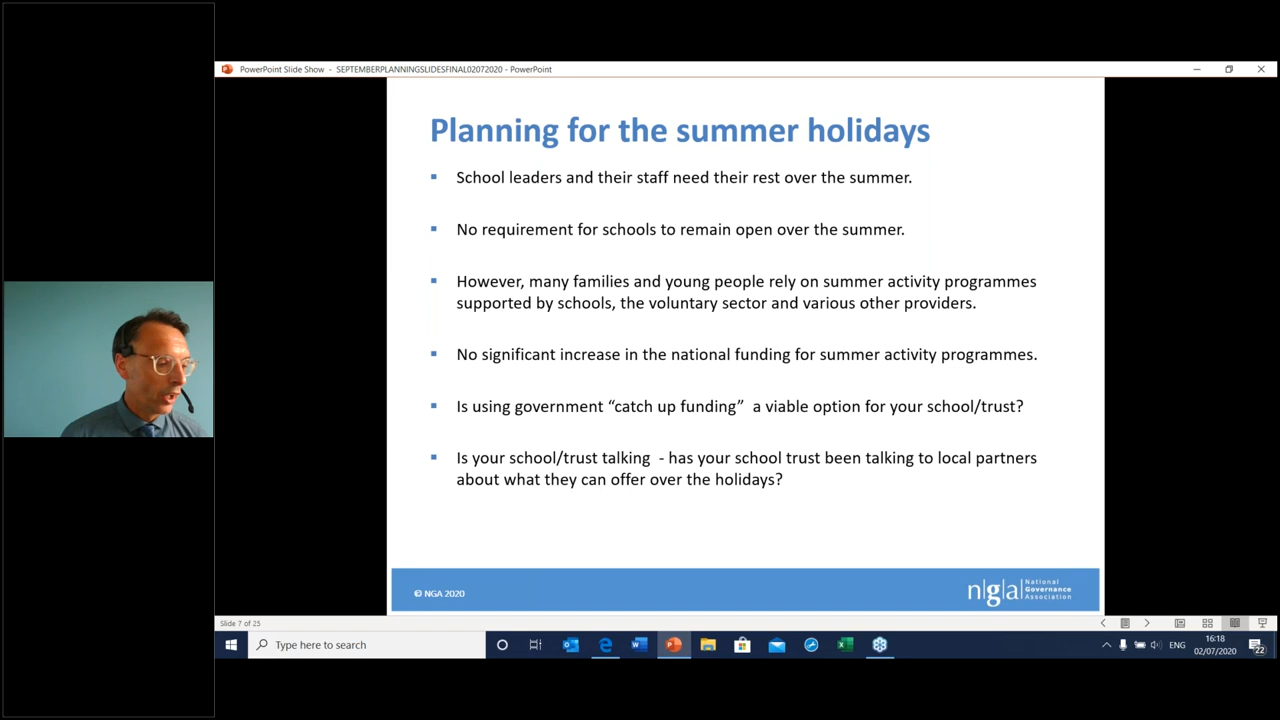 PowerPoint Slide Show - SEPTEMBERPLANNINGSLIDESFINAL02072020 - PowerPoint
Planning for the summer holidays
School leaders and their staff need their rest over the summer.
No requirement for schools to remain open over the summer.
However, many families and young people rely on summer activity programmes
supported by schools, the voluntary sector and various other providers.
No significant increase in the national funding for summer activity programmes.
Is using government “catch up funding”  a viable option for your school/trust?
Is your school/trust talking  - has your school trust been talking to local partners
about what they can offer over the holidays?
© NGA 2020
n|g|a National
Governance
Association
Slide 7 of 25
Type here to search
ENG
16:18
02/07/2020
22